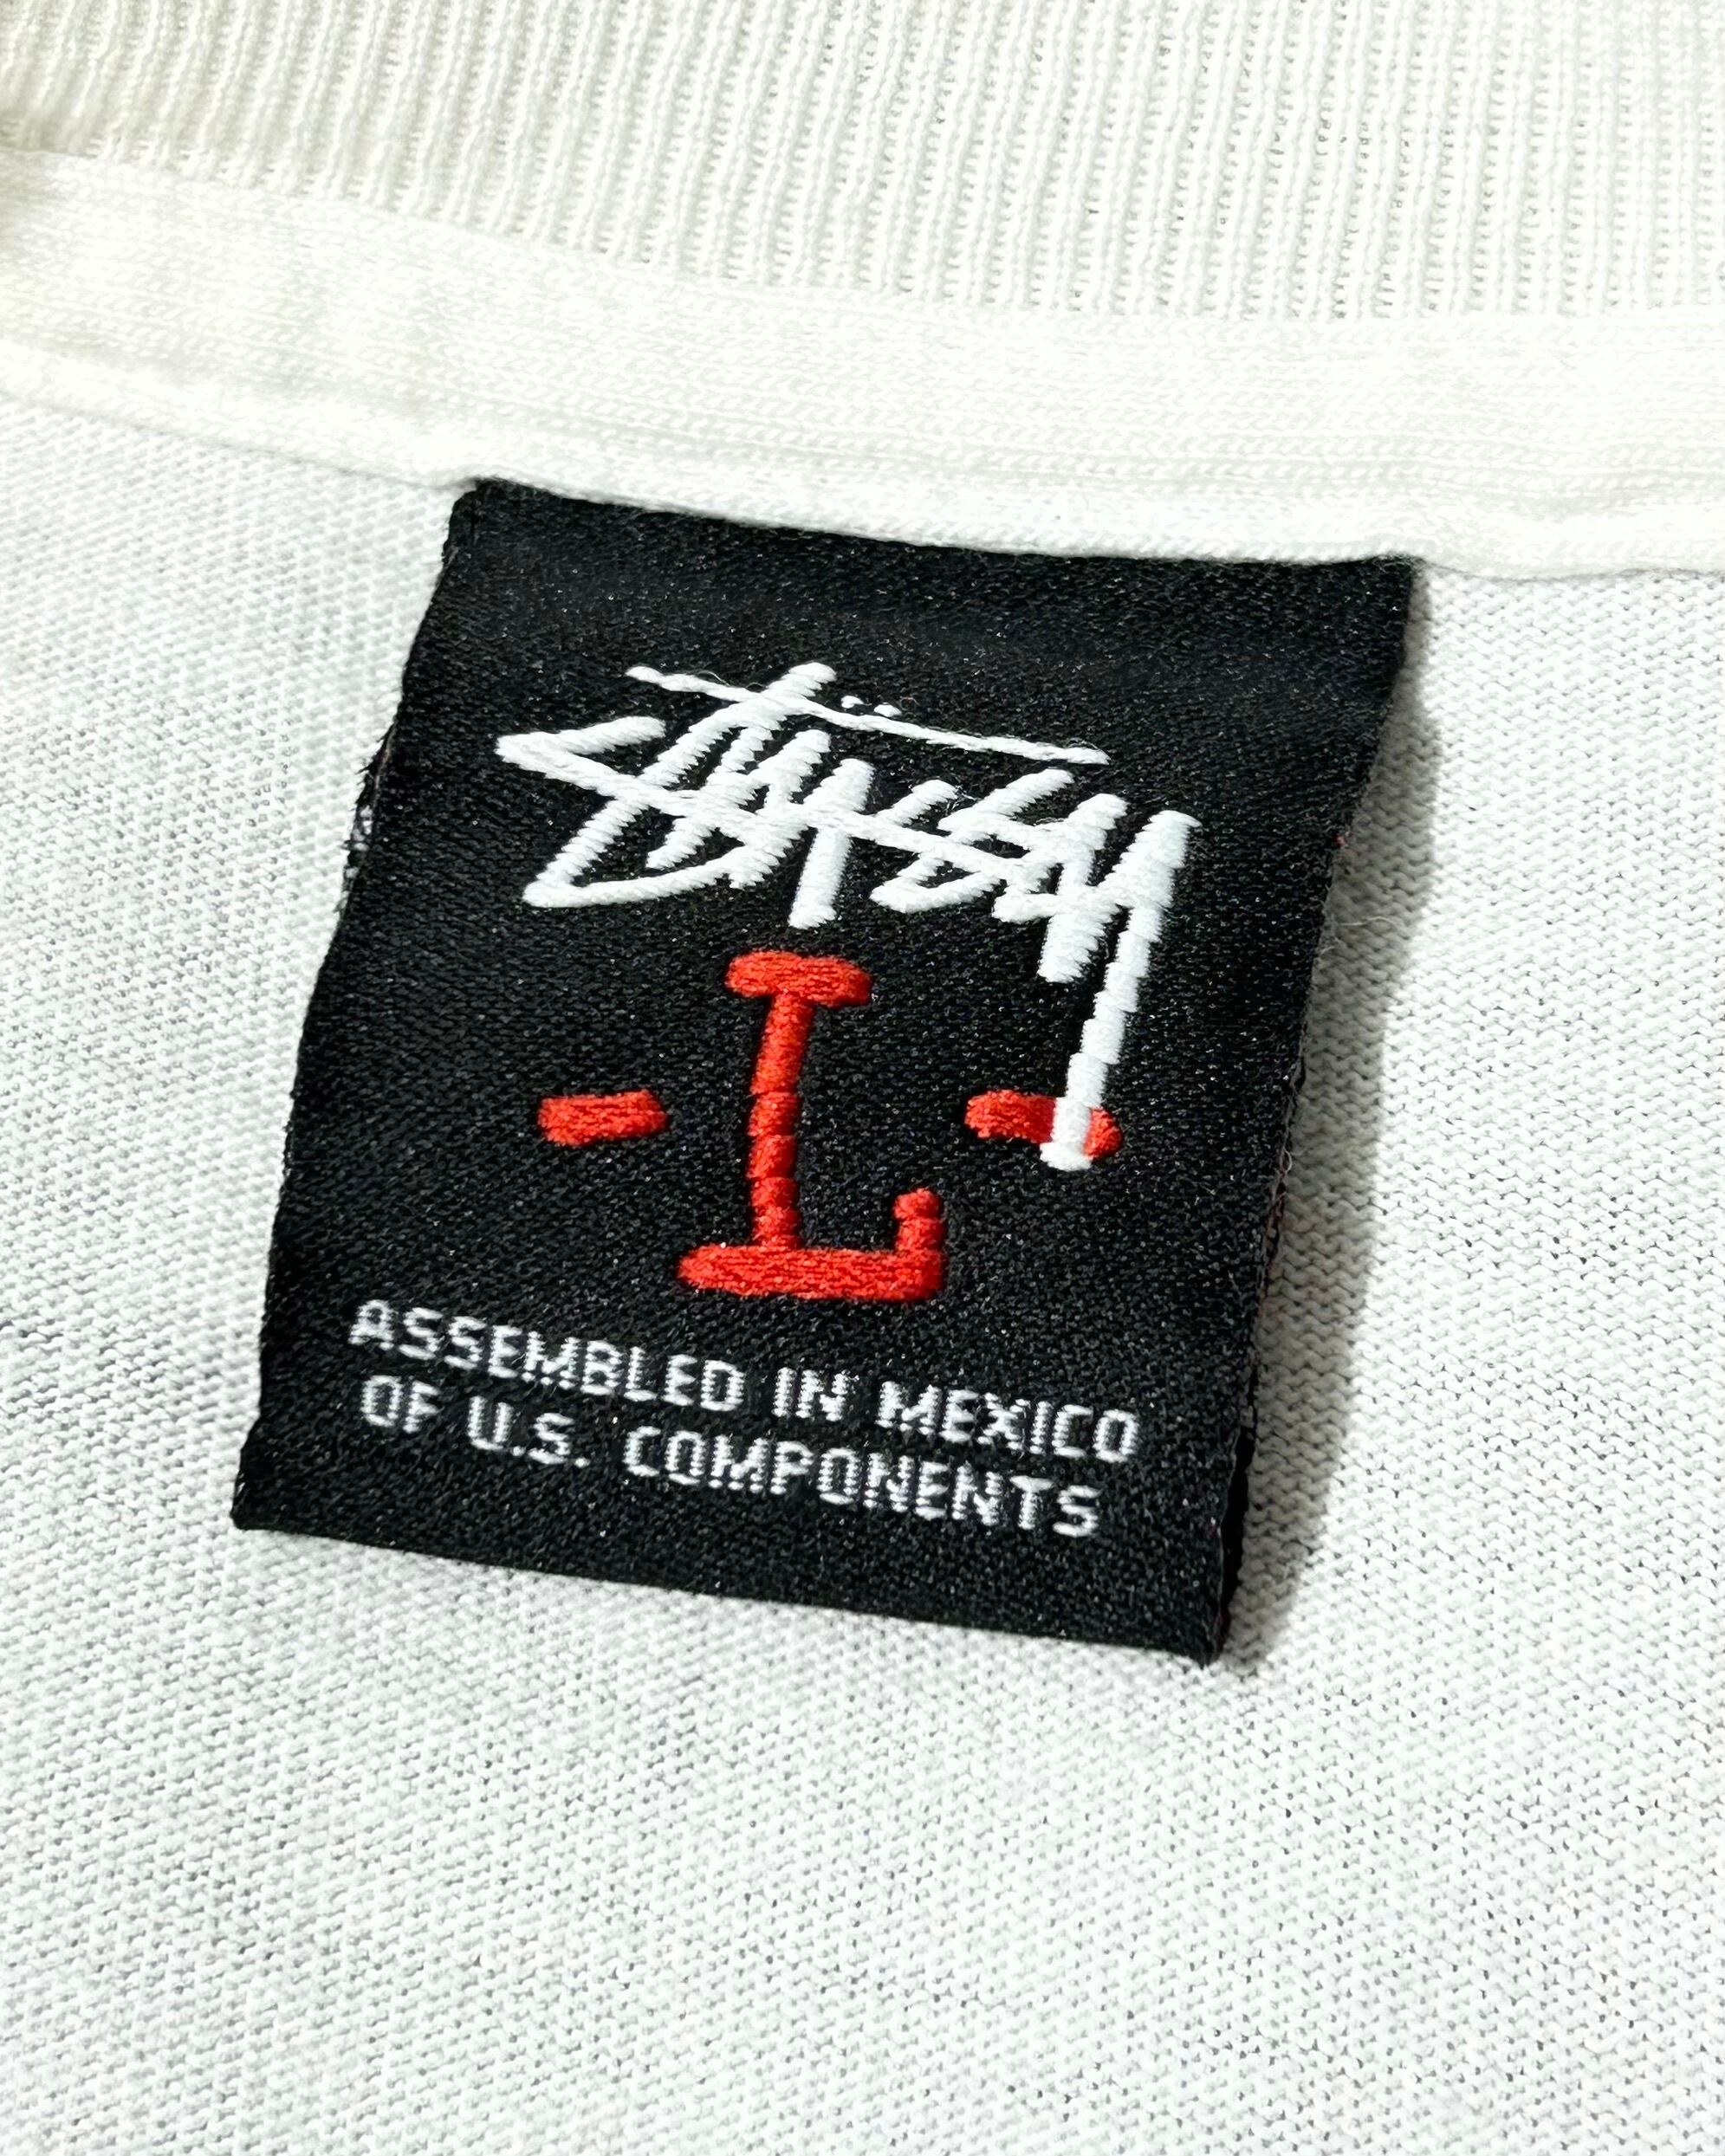 Stüssy
- L -
ASSEMBLED IN MEXICO
OF U.S. COMPONENTS